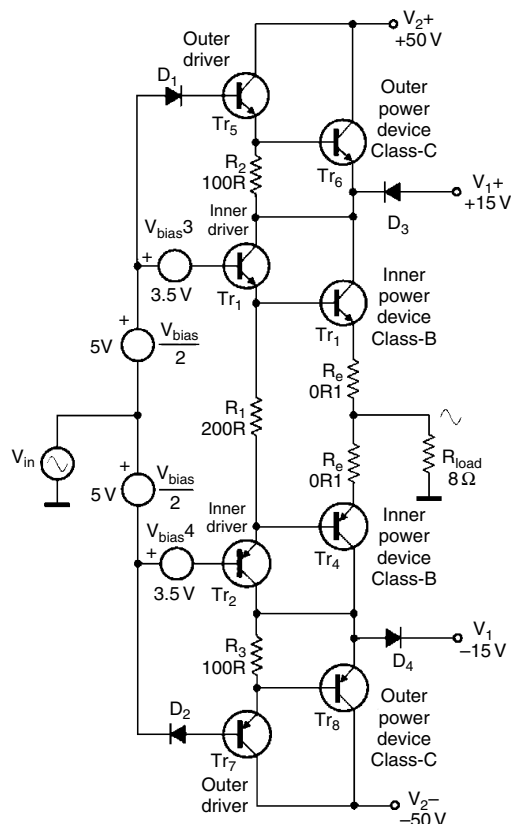 V2+
+50 V
Outer
driver
D1
Tr5
Outer
power
device
Class-C
Tr6
R2
100R
V1+
+15 V
D3
Inner
driver
Vbias3
+
3.5 V
Tr1
Inner
power
device
Class-B
Tr1
+
5V
Vbias
2
Re
0R1
R1
200R
Vin
Re
0R1
Rload
8 Ω
+
5V
Vbias
2
Inner
driver
Vbias4
+
3.5 V
Tr2
Tr4
Inner
power
device
Class-B
R3
100R
V1
−15 V
D4
D2
Tr8
Outer
power
device
Class-C
Tr7
Outer
driver
V2−
−50 V